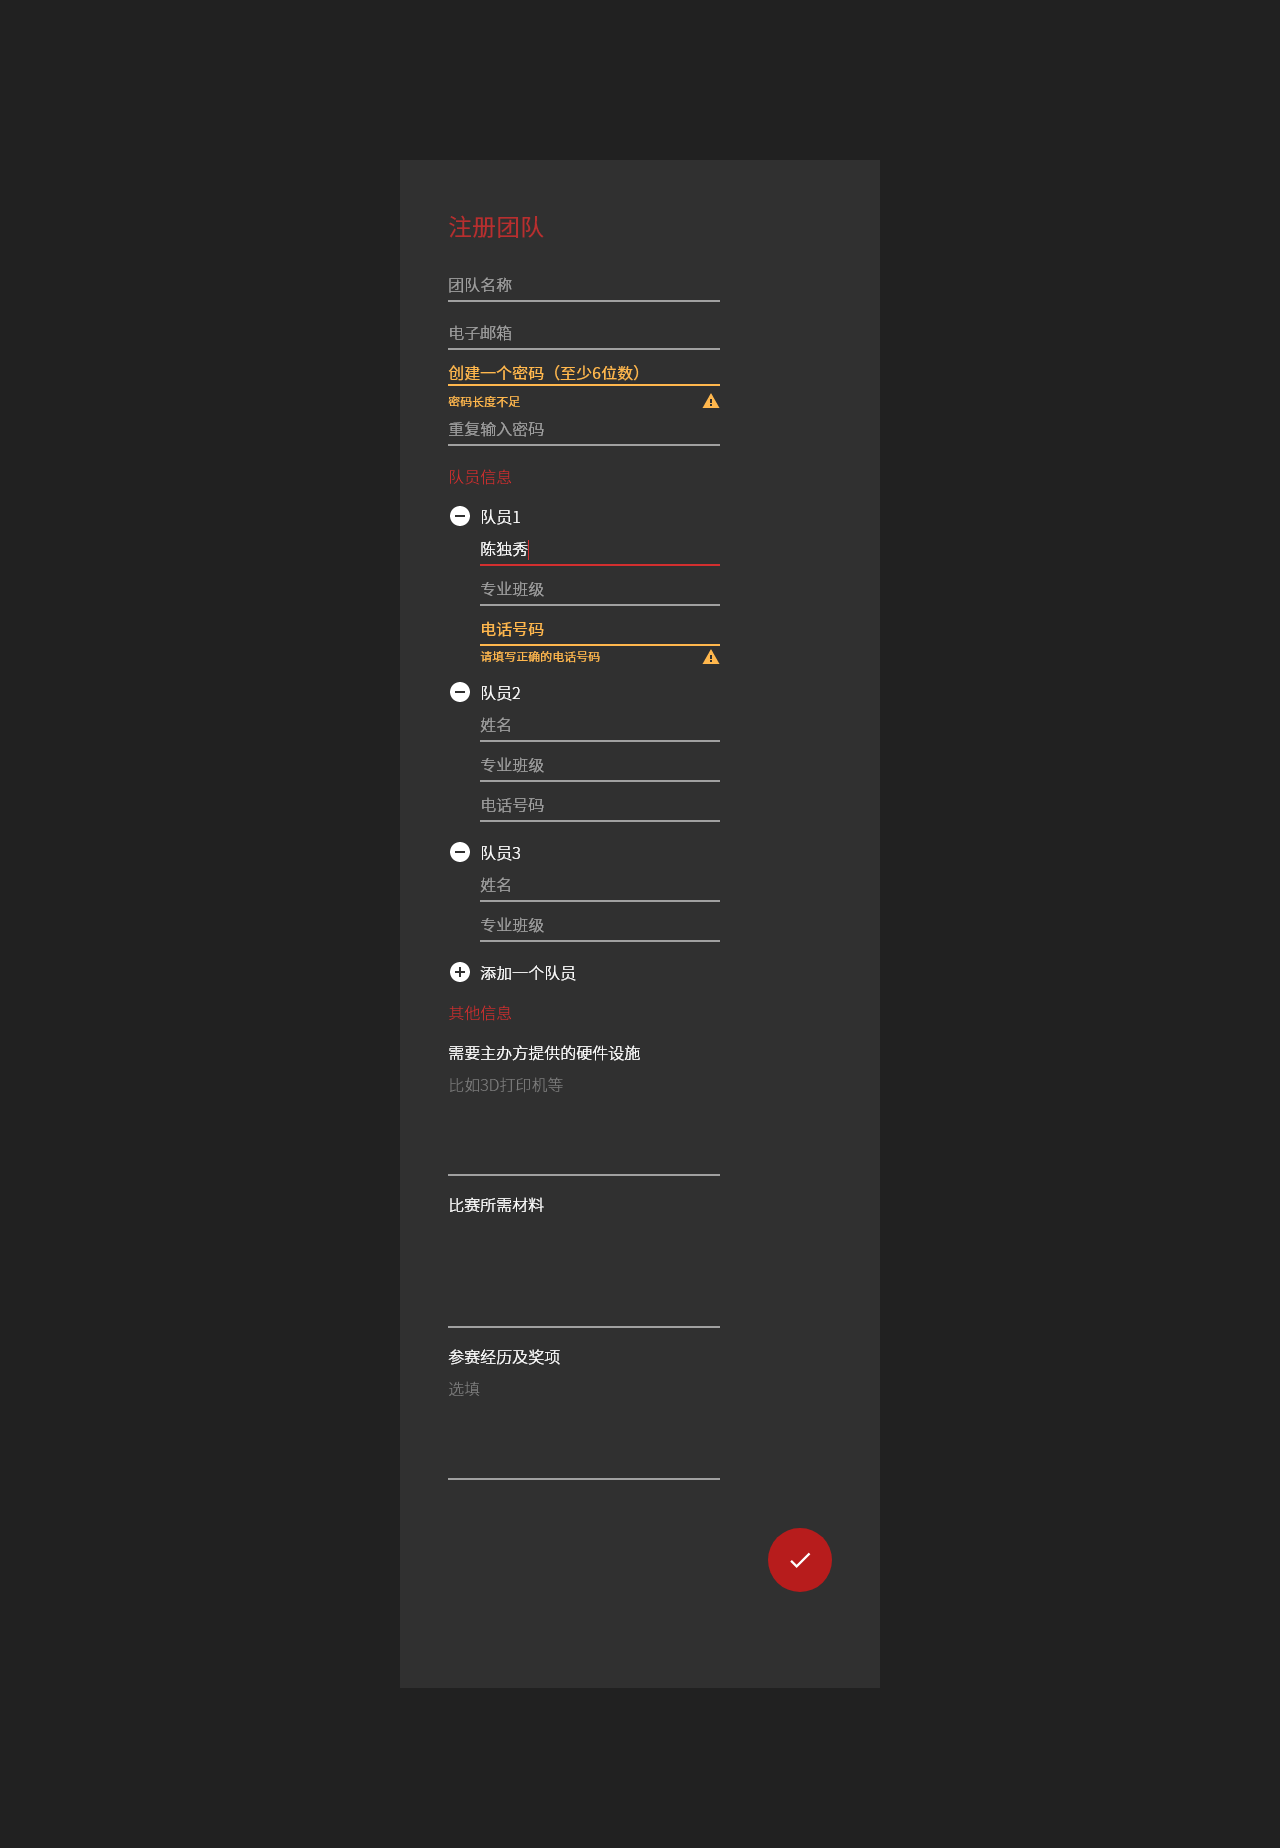 注册团队
团队名称
电子邮箱
创建一个密码（至少6位数）
密码长度不足
重复输入密码
队员信息
队员1
陈独秀
专业班级
电话号码
请填写正确的电话号码
队员2
姓名
专业班级
电话号码
队员3
姓名
专业班级
添加一个队员
其他信息
需要主办方提供的硬件设施
比如3D打印机等
比赛所需材料
参赛经历及奖项
选填